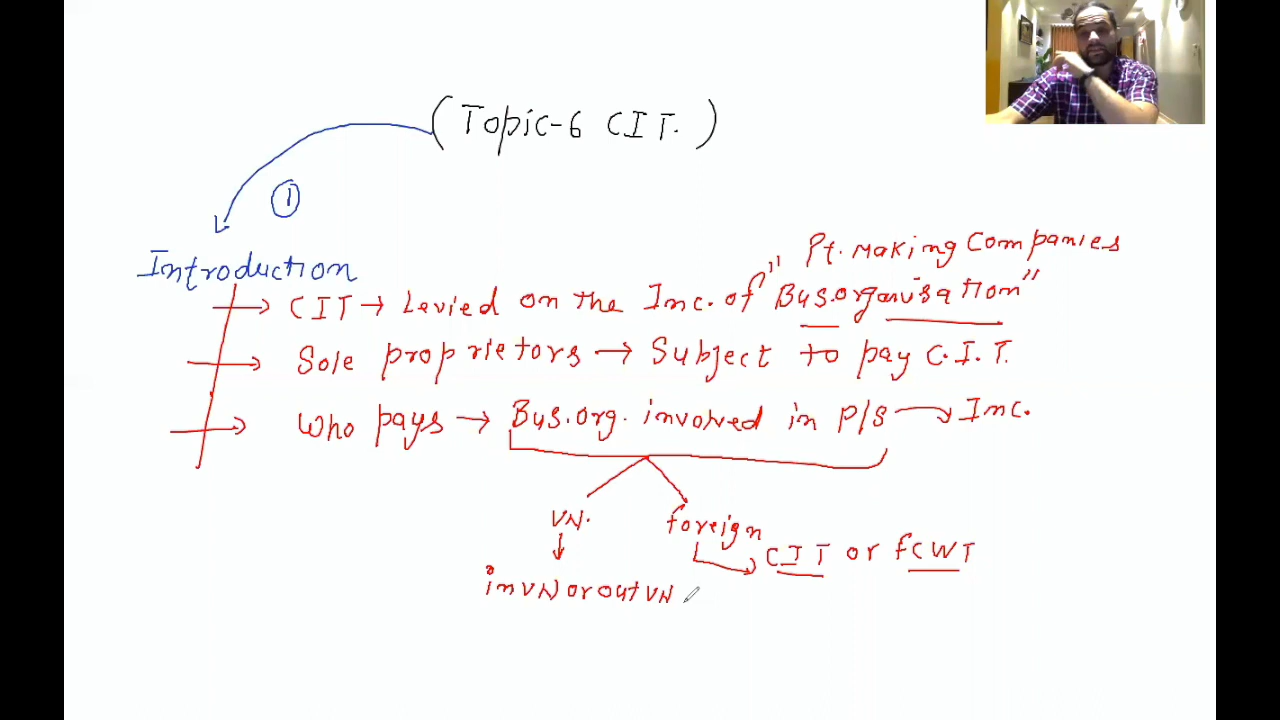 (Topic-6 CIT.)
1
Introduction
Pt. Making Companies
CIT → Levied on the Inc. of "Bus.organisation"
Sole proprietors → Subject to pay C.I.T.
Who pays → Bus.org. involved in P/S → Inc.
VN. foreign
CIT or FCWT
in VN or out VN